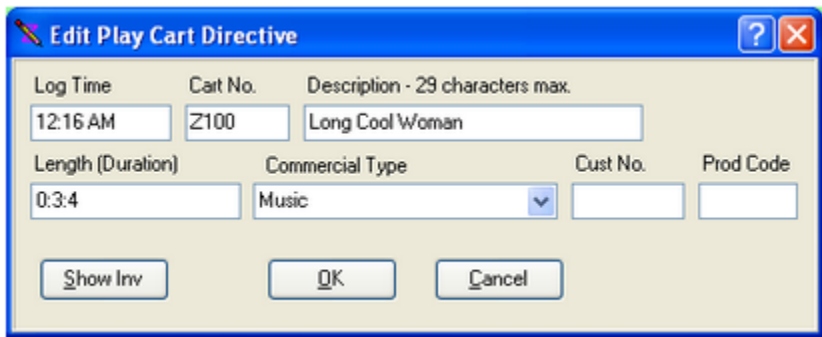 Edit Play Cart Directive
Log Time Cart No. Description - 29 characters max.
12:16 AM Z100 Long Cool Woman
Length (Duration) Commercial Type Cust No. Prod Code
0:3:4 Music
Show Inv OK Cancel